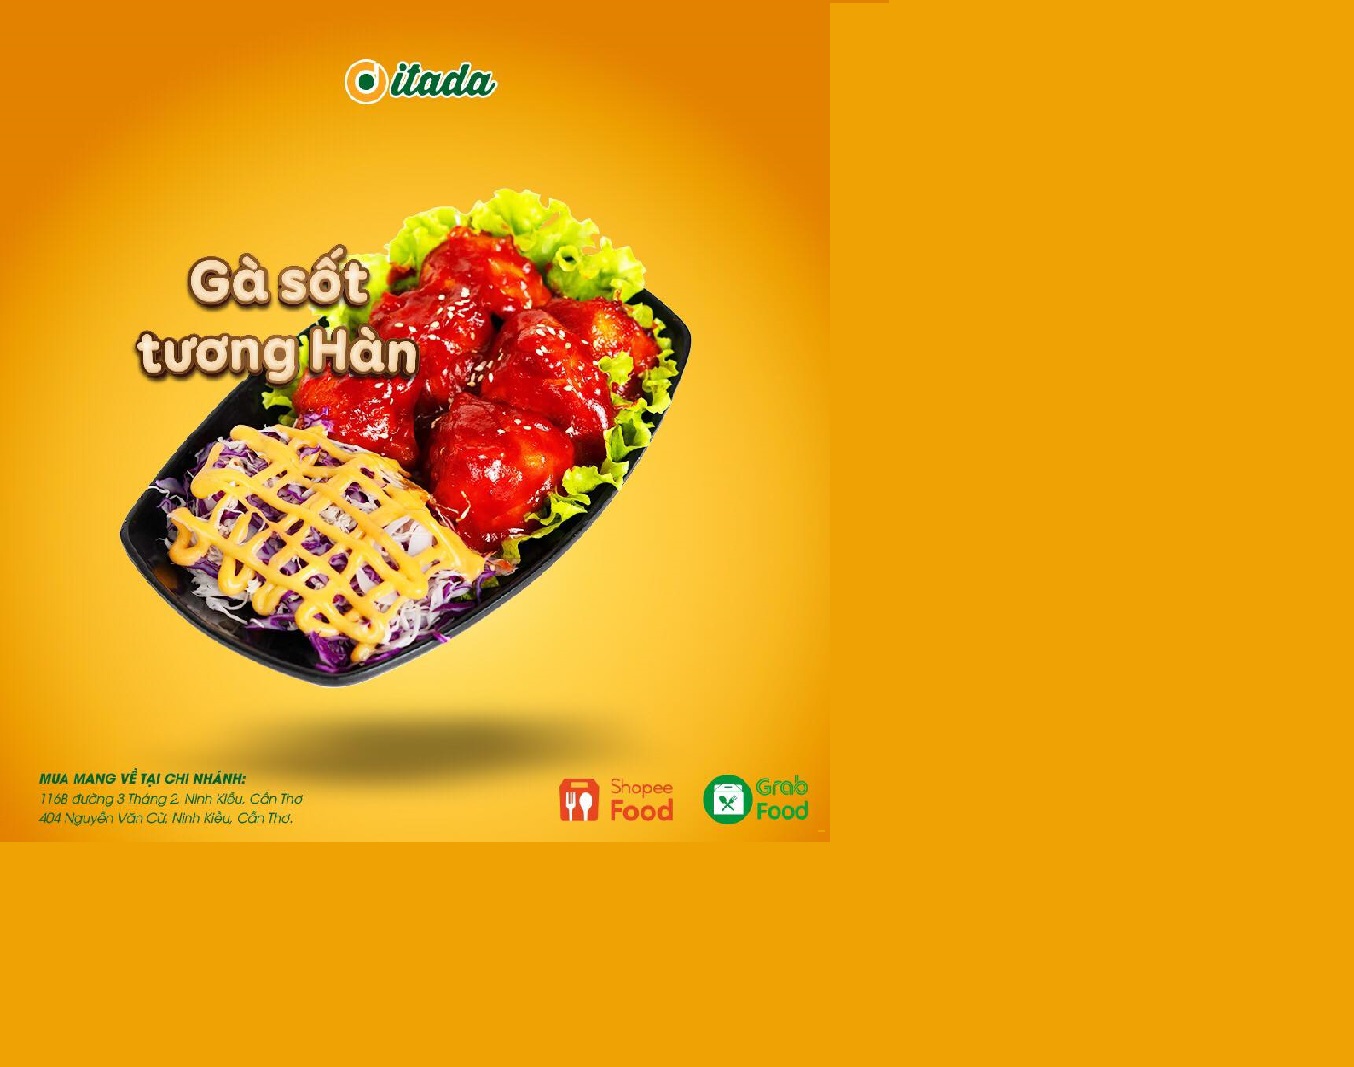 ditada
Gà sốt
tương Hàn
MUA MANG VỀ TẠI CHI NHÁNH:
116B đường 3 Tháng 2, Ninh Kiều, Cần Thơ
404 Nguyễn Văn Cừ, Ninh Kiều, Cần Thơ.
Shopee
Food
Grab
Food